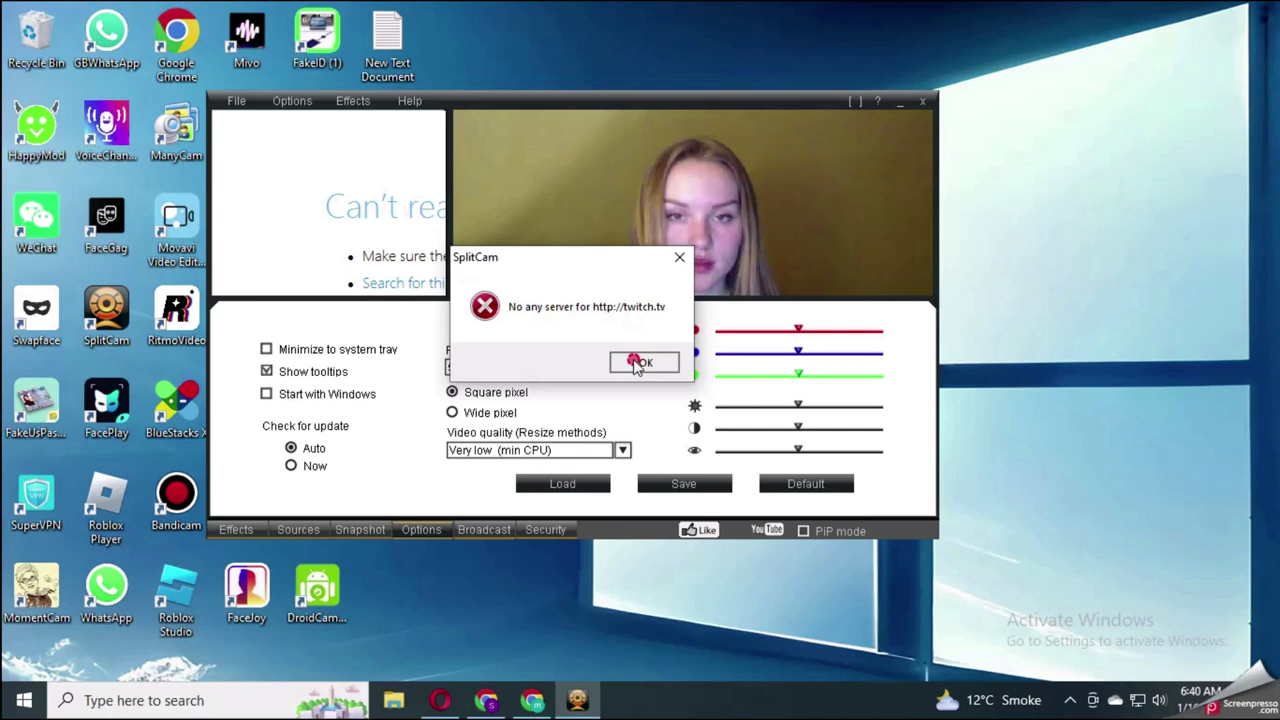 Recycle Bin
GBWhatsApp
Google
Chrome
Mivo
FakeID (1)
New Text
Document
HappyMod
VoiceChan...
ManyCam
WeChat
FaceGag
Movavi
Video Edit...
Swapface
SplitCam
RitmoVideo
FakeUsPas...
FacePlay
BlueStacks X
SuperVPN
Roblox
Player
Bandicam
MomentCam
WhatsApp
Roblox
Studio
FaceJoy
DroidCam...
File
Options
Effects
Help
[ ] ? _ x
Can't rea
Make sure the
Search for thi
SplitCam
No any server for http://twitch.tv
OK
Minimize to system tray
Show tooltips
Start with Windows
Check for update
Auto
Now
Square pixel
Wide pixel
Video quality (Resize methods)
Very low (min CPU)
Load
Save
Default
Effects
Sources
Snapshot
Options
Broadcast
Security
Like
YouTube
PiP mode
Activate Windows
Go to Settings to activate Windows.
Type here to search
12°C Smoke
6:40 AM
Screenpresso
.com